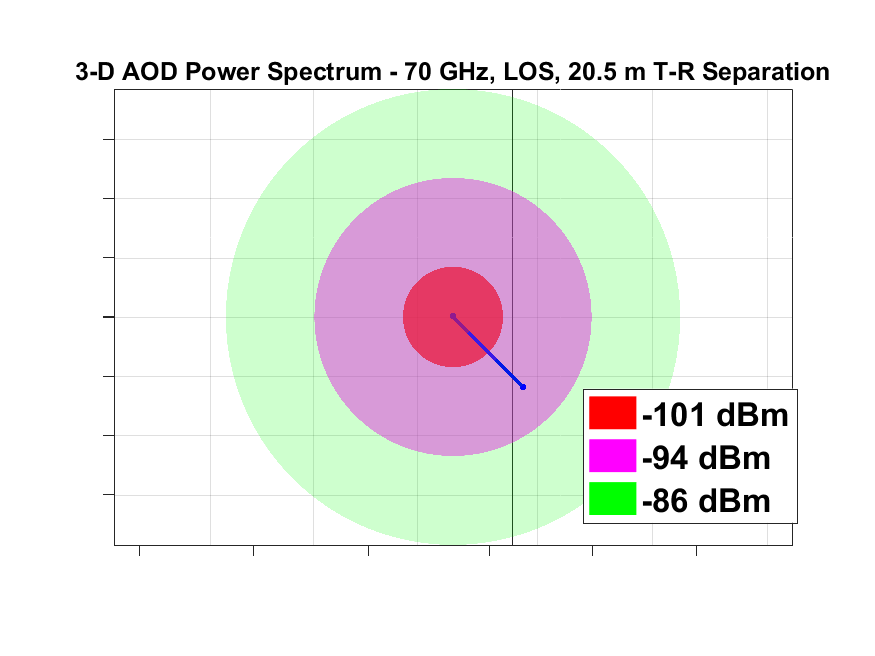 3-D AOD Power Spectrum - 70 GHz, LOS, 20.5 m T-R Separation
-101 dBm
-94 dBm
-86 dBm